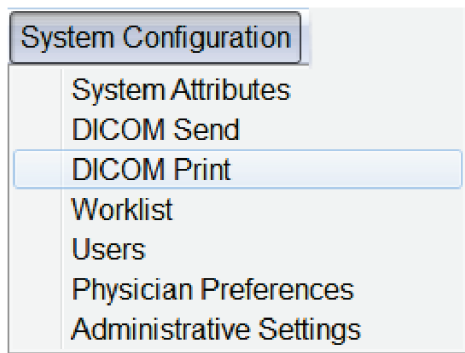 System Configuration
System Attributes
DICOM Send
DICOM Print
Worklist
Users
Physician Preferences
Administrative Settings